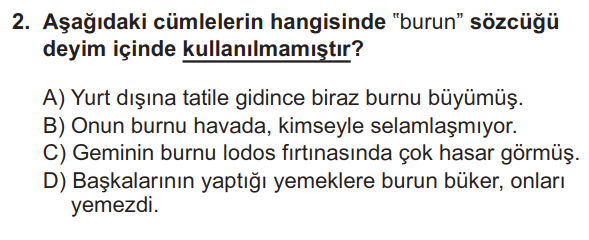 2. Aşağıdaki cümlelerin hangisinde "burun" sözcüğü
deyim içinde kullanılmamıştır?
A) Yurt dışına tatile gidince biraz burnu büyümüş.
B) Onun burnu havada, kimseyle selamlaşmıyor.
C) Geminin burnu lodos fırtınasında çok hasar görmüş.
D) Başkalarının yaptığı yemeklere burun büker, onları
yemezdi.